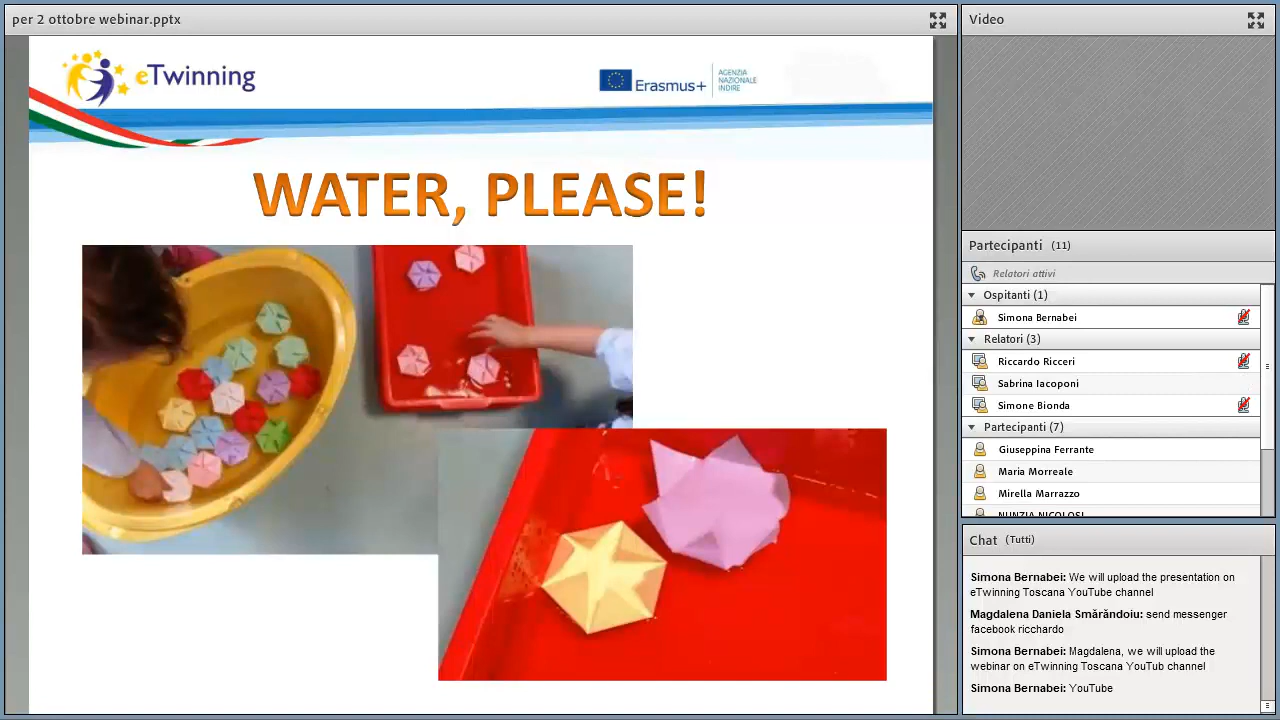 per 2 ottobre webinar.pptx
eTwinning
Erasmus+
AGENZIA
NAZIONALE
INDIRE
WATER, PLEASE!
Video
Partecipanti (11)
Relatori attivi
Ospitanti (1)
Simona Bernabei
Relatori (3)
Riccardo Ricceri
Sabrina Iacoponi
Simone Bionda
Partecipanti (7)
Giuseppina Ferrante
Maria Morreale
Mirella Marrazzo
NUNZIA NICOLOSI
Chat (Tutti)
Simona Bernabei: We will upload the presentation on
eTwinning Toscana YouTube channel
Magdalena Daniela Smărăndoiu: send messenger
facebook ricchardo
Simona Bernabei: Magdalena, we will upload the
webinar on eTwinning Toscana YouTub channel
Simona Bernabei: YouTube